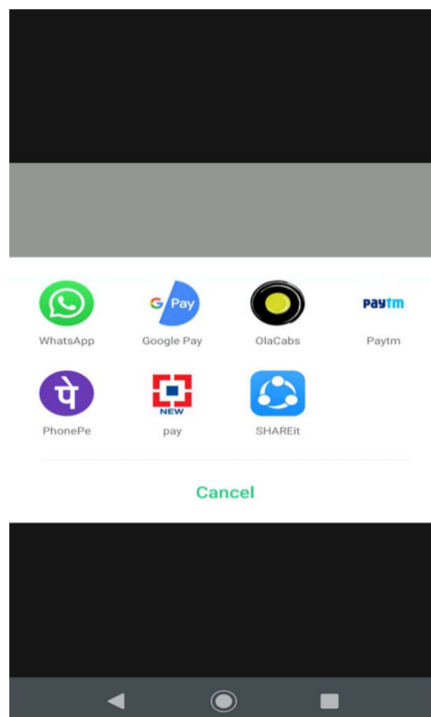 G Pay
paytm
WhatsApp Google Pay OlaCabs Paytm
पे
NEW
PhonePe pay SHAREit
Cancel